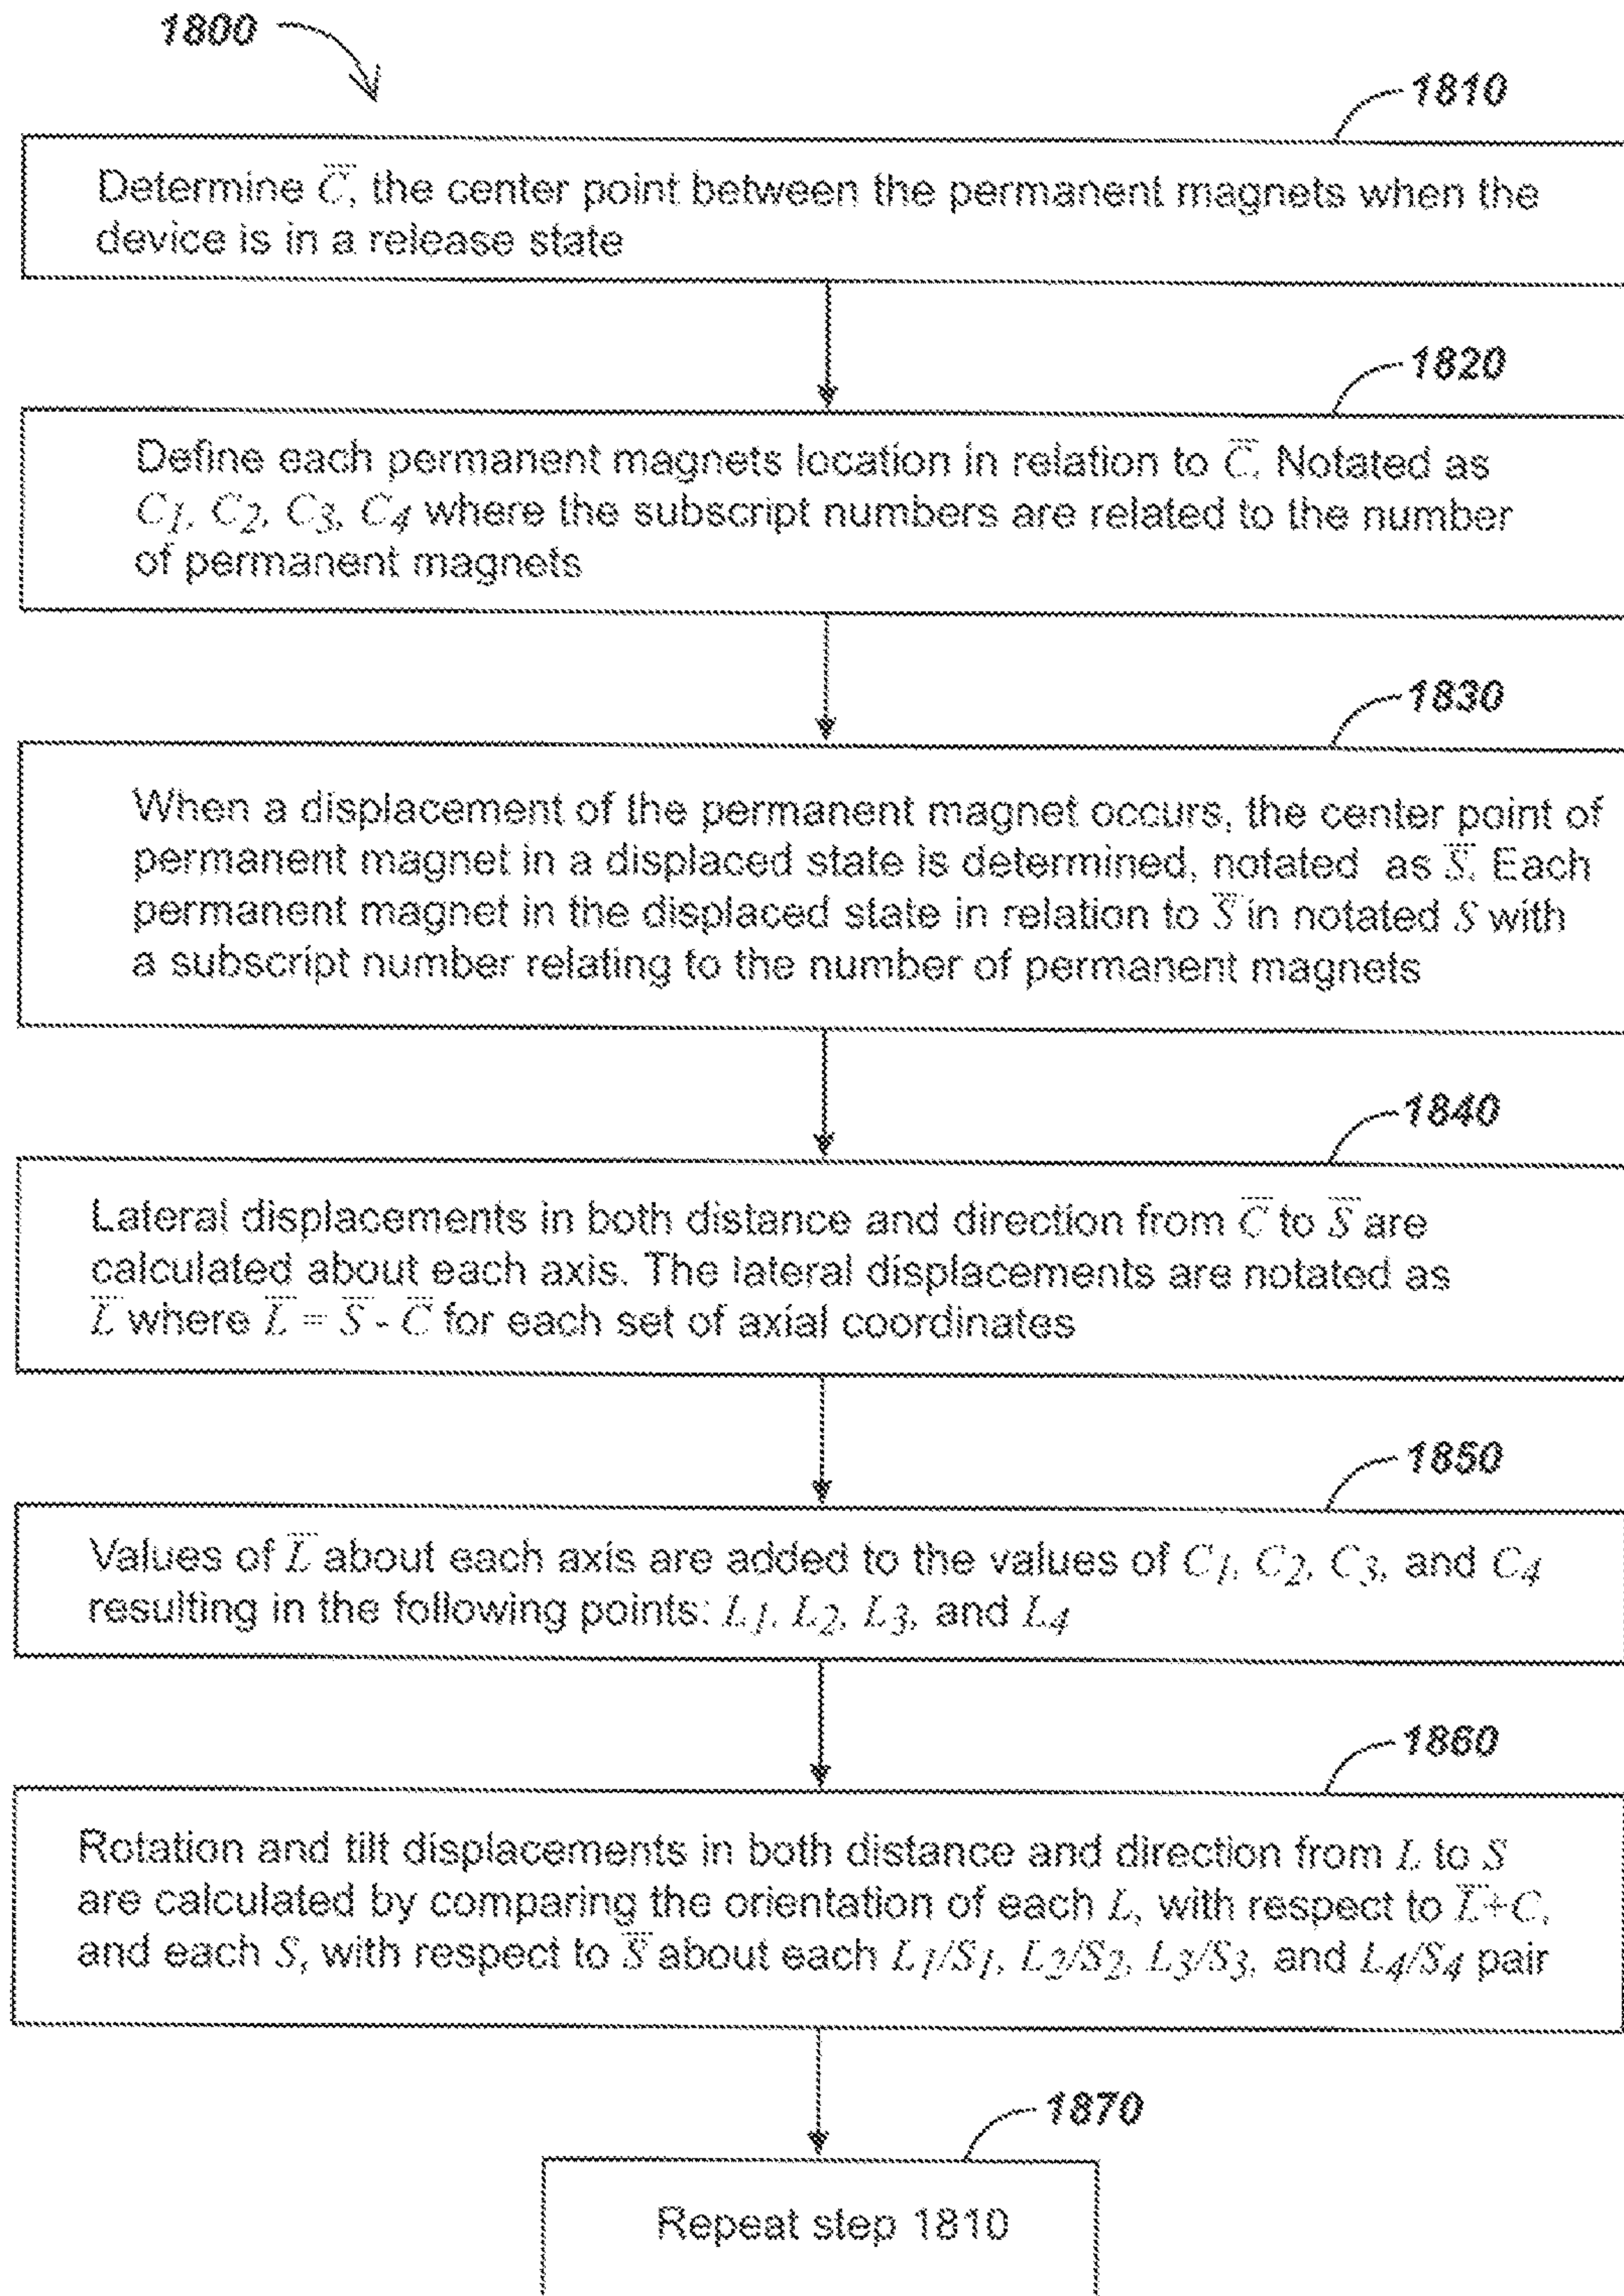 1800
1810
Determine C̅, the center point between the permanent magnets when the
device is in a release state
1820
Define each permanent magnets location in relation to C̅. Notated as
C₁, C₂, C₃, C₄ where the subscript numbers are related to the number
of permanent magnets
1830
When a displacement of the permanent magnet occurs, the center point of
permanent magnet in a displaced state is determined, notated as S̅. Each
permanent magnet in the displaced state in relation to S̅ in notated S with
a subscript number relating to the number of permanent magnets
1840
Lateral displacements in both distance and direction from C̅ to S̅ are
calculated about each axis. The lateral displacements are notated as
L̅ where L̅ = S̅ - C̅ for each set of axial coordinates
1850
Values of L̅ about each axis are added to the values of C₁, C₂, C₃, and C₄
resulting in the following points: L₁, L₂, L₃, and L₄
1860
Rotation and tilt displacements in both distance and direction from L to S
are calculated by comparing the orientation of each L, with respect to L̅+C,
and each S, with respect to S̅ about each L₁/S₁, L₂/S₂, L₃/S₃, and L₄/S₄ pair
1870
Repeat step 1810